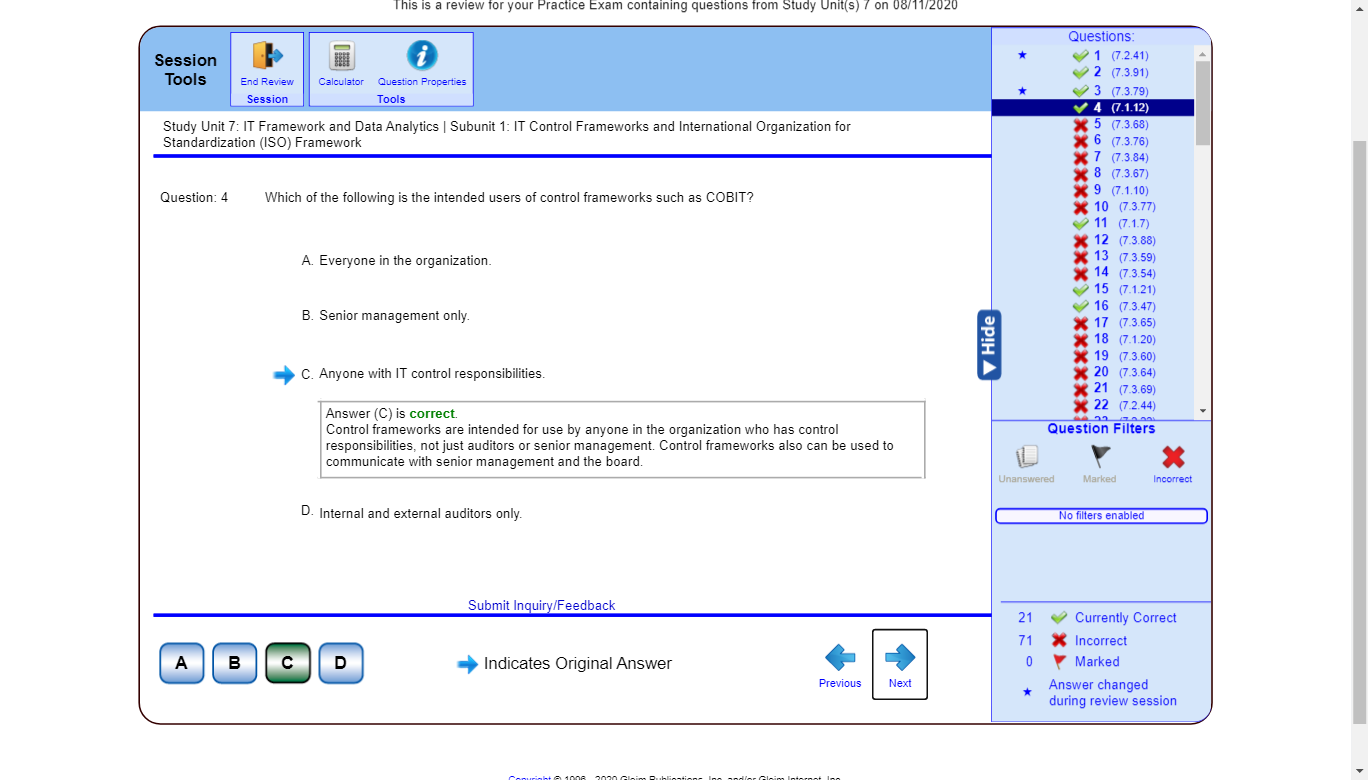 This is a review for your Practice Exam containing questions from Study Unit(s) 7 on 08/11/2020
Session
Tools
End Review
Session
Calculator
Question Properties
Tools
Study Unit 7: IT Framework and Data Analytics | Subunit 1: IT Control Frameworks and International Organization for
Standardization (ISO) Framework
Question: 4
Which of the following is the intended users of control frameworks such as COBIT?
A. Everyone in the organization.
B. Senior management only.
C. Anyone with IT control responsibilities.
Answer (C) is correct.
Control frameworks are intended for use by anyone in the organization who has control
responsibilities, not just auditors or senior management. Control frameworks also can be used to
communicate with senior management and the board.
D. Internal and external auditors only.
Submit Inquiry/Feedback
A
B
C
D
Indicates Original Answer
Previous
Next
Hide
Questions:
1 (7.2.41)
2 (7.3.91)
3 (7.3.79)
4 (7.1.12)
5 (7.3.68)
6 (7.3.76)
7 (7.3.84)
8 (7.3.67)
9 (7.1.10)
10 (7.3.77)
11 (7.1.7)
12 (7.3.88)
13 (7.3.59)
14 (7.3.54)
15 (7.1.21)
16 (7.3.47)
17 (7.3.65)
18 (7.1.20)
19 (7.3.60)
20 (7.3.64)
21 (7.3.69)
22 (7.2.44)
Question Filters
Unanswered
Marked
Incorrect
No filters enabled
21 Currently Correct
71 Incorrect
0 Marked
Answer changed
during review session
Copyright © 1996 - 2020 Gleim Publications, Inc. and/or Gleim Internet, Inc.